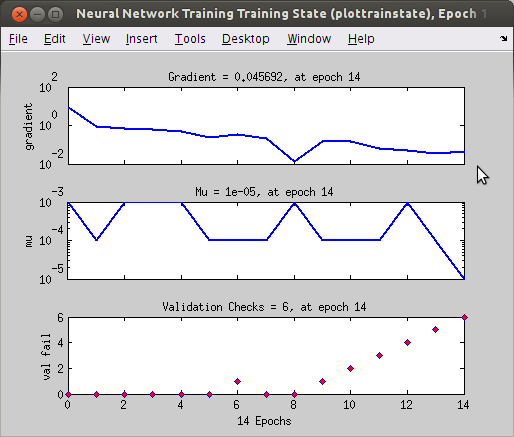 Neural Network Training Training State (plottrainstate), Epoch 1
File Edit View Insert Tools Desktop Window Help
Gradient = 0.045692, at epoch 14
10 2
10 0
10 -2
gradient
Mu = 1e-05, at epoch 14
10 -3
10 -4
10 -5
mu
Validation Checks = 6, at epoch 14
6
4
2
0
val fail
0 2 4 6 8 10 12 14
14 Epochs